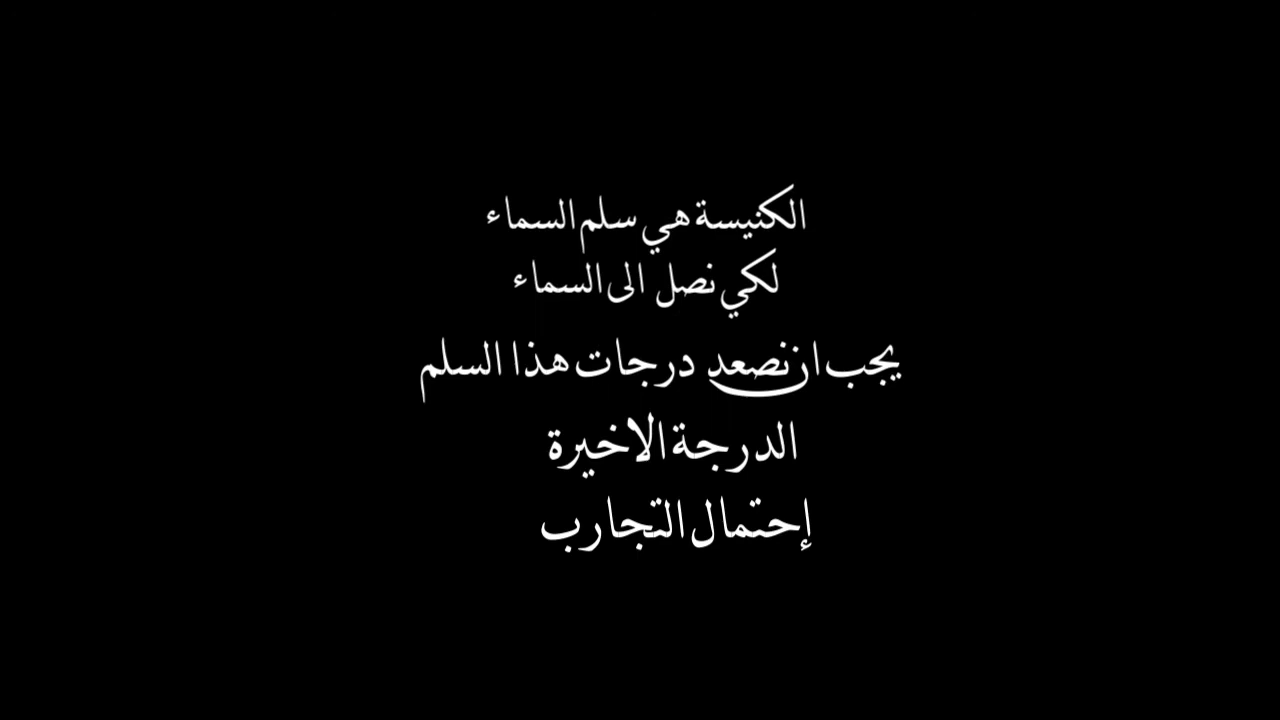 الكنيسة هي سلم السماء
لكي نصل الى السماء
يجب ان نصعد درجات هذا السلم
الدرجة الاخيرة
إحتمال التجارب